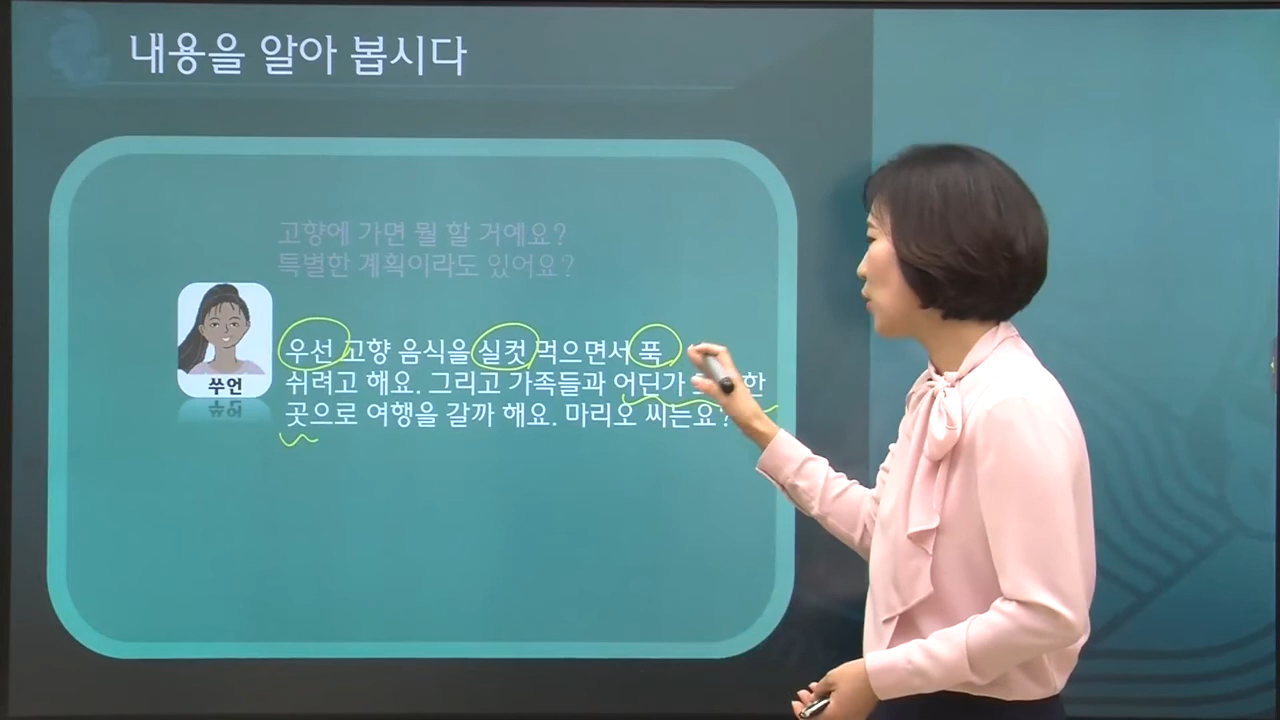 내용을 알아 봅시다
고향에 가면 뭘 할 거예요?
특별한 계획이라도 있어요?
우선 고향 음식을 실컷 먹으면서 푹
쉬려고 해요. 그리고 가족들과 어딘가 한
곳으로 여행을 갈까 해요. 마리오 씨는요?
쑤언